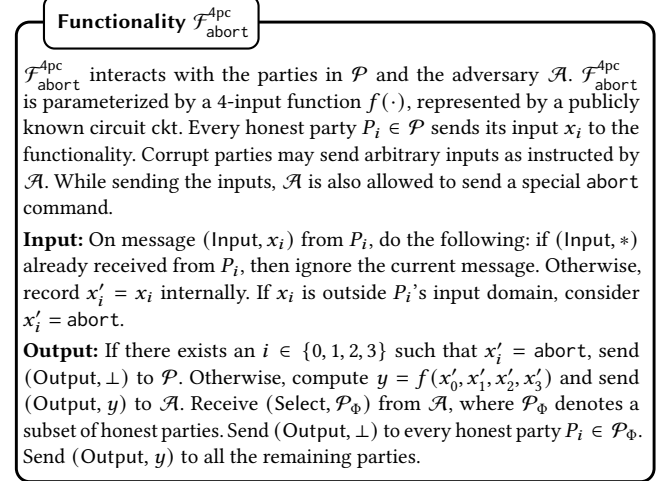 Functionality ℱ^4pc_abort
ℱ^4pc_abort interacts with the parties in 𝒫 and the adversary 𝒜. ℱ^4pc_abort
is parameterized by a 4-input function f(·), represented by a publicly
known circuit ckt. Every honest party P_i ∈ 𝒫 sends its input x_i to the
functionality. Corrupt parties may send arbitrary inputs as instructed by
𝒜. While sending the inputs, 𝒜 is also allowed to send a special abort
command.
Input: On message (Input, x_i) from P_i, do the following: if (Input, *)
already received from P_i, then ignore the current message. Otherwise,
record x'_i = x_i internally. If x_i is outside P_i's input domain, consider
x'_i = abort.
Output: If there exists an i ∈ {0, 1, 2, 3} such that x'_i = abort, send
(Output, ⊥) to 𝒫. Otherwise, compute y = f(x'_0, x'_1, x'_2, x'_3) and send
(Output, y) to 𝒜. Receive (Select, 𝒫_Φ) from 𝒜, where 𝒫_Φ denotes a
subset of honest parties. Send (Output, ⊥) to every honest party P_i ∈ 𝒫_Φ.
Send (Output, y) to all the remaining parties.